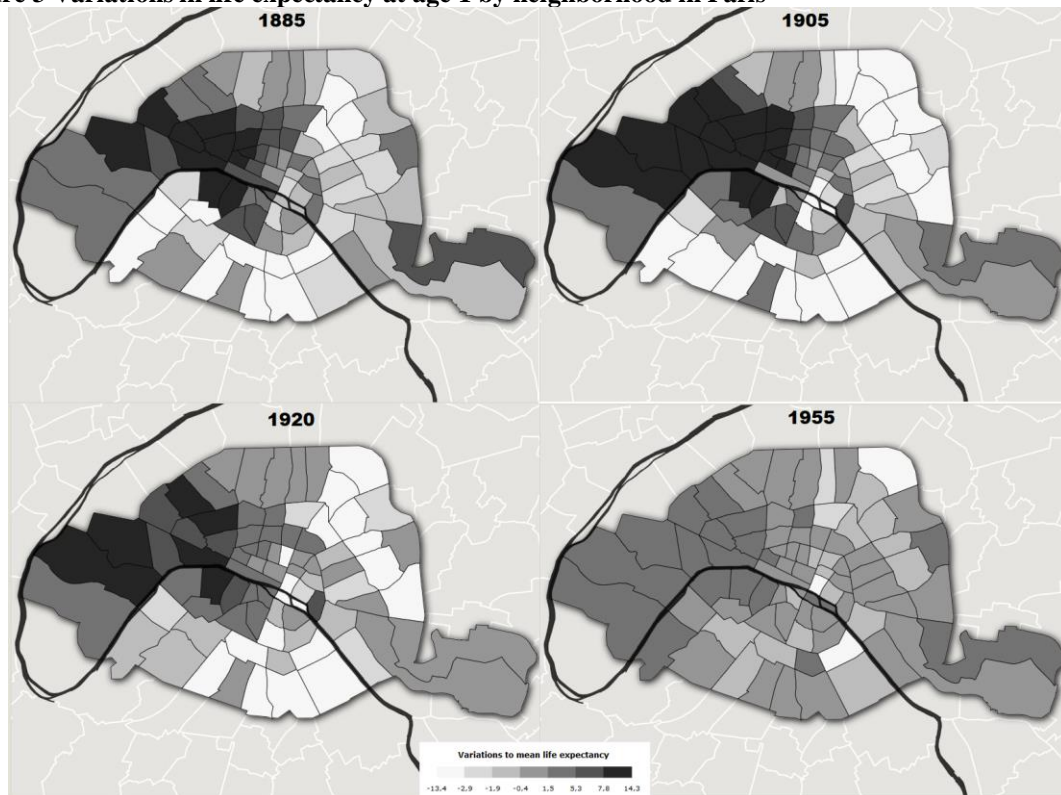 re 3 Variations in life expectancy at age 1 by neighborhood in Paris
1885
1905
1920
1955
Variations to mean life expectancy
-13.4 -2.9 -1.9 -0.4 1.5 5.3 7.8 14.3